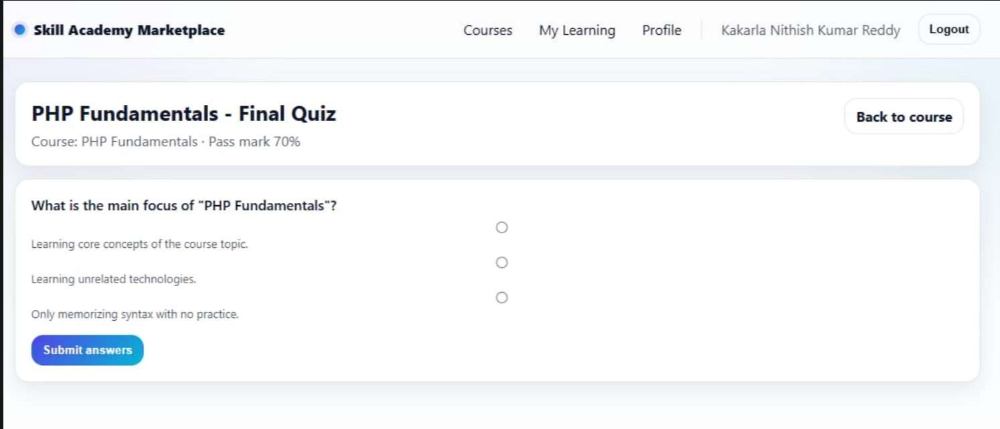 Skill Academy Marketplace
Courses My Learning Profile Kakarla Nithish Kumar Reddy Logout
PHP Fundamentals - Final Quiz
Back to course
Course: PHP Fundamentals · Pass mark 70%
What is the main focus of "PHP Fundamentals"?
Learning core concepts of the course topic.
Learning unrelated technologies.
Only memorizing syntax with no practice.
Submit answers